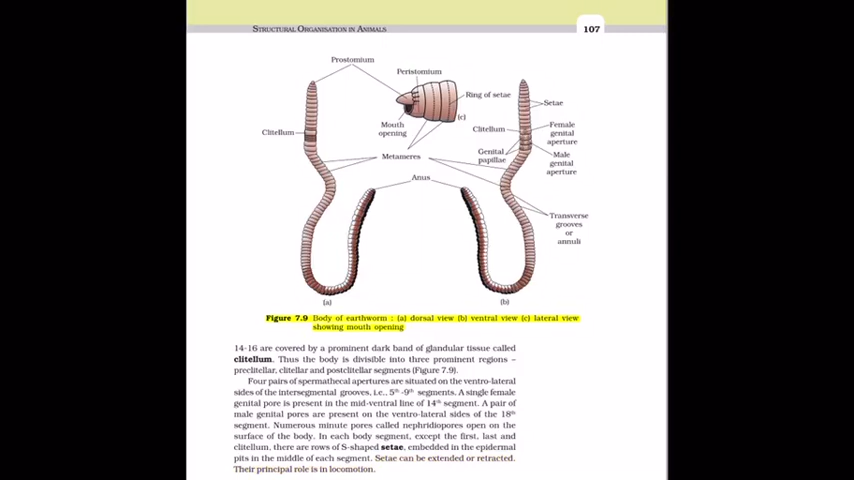 STRUCTURAL ORGANISATION IN ANIMALS
107
Prostomium
Peristomium
Ring of setae
(c)
Mouth
opening
Clitellum
Metameres
Anus
Setae
Clitellum
Female
genital
aperture
Genital
papillae
Male
genital
aperture
Transverse
grooves
or
annuli
(a)
(b)
Figure 7.9 Body of earthworm : (a) dorsal view (b) ventral view (c) lateral view
showing mouth opening
14-16 are covered by a prominent dark band of glandular tissue called
clitellum. Thus the body is divisible into three prominent regions –
preclitellar, clitellar and postclitellar segments (Figure 7.9).
Four pairs of spermathecal apertures are situated on the ventro-lateral
sides of the intersegmental grooves, i.e., 5th -9th segments. A single female
genital pore is present in the mid-ventral line of 14th segment. A pair of
male genital pores are present on the ventro-lateral sides of the 18th
segment. Numerous minute pores called nephridiopores open on the
surface of the body. In each body segment, except the first, last and
clitellum, there are rows of S-shaped setae, embedded in the epidermal
pits in the middle of each segment. Setae can be extended or retracted.
Their principal role is in locomotion.